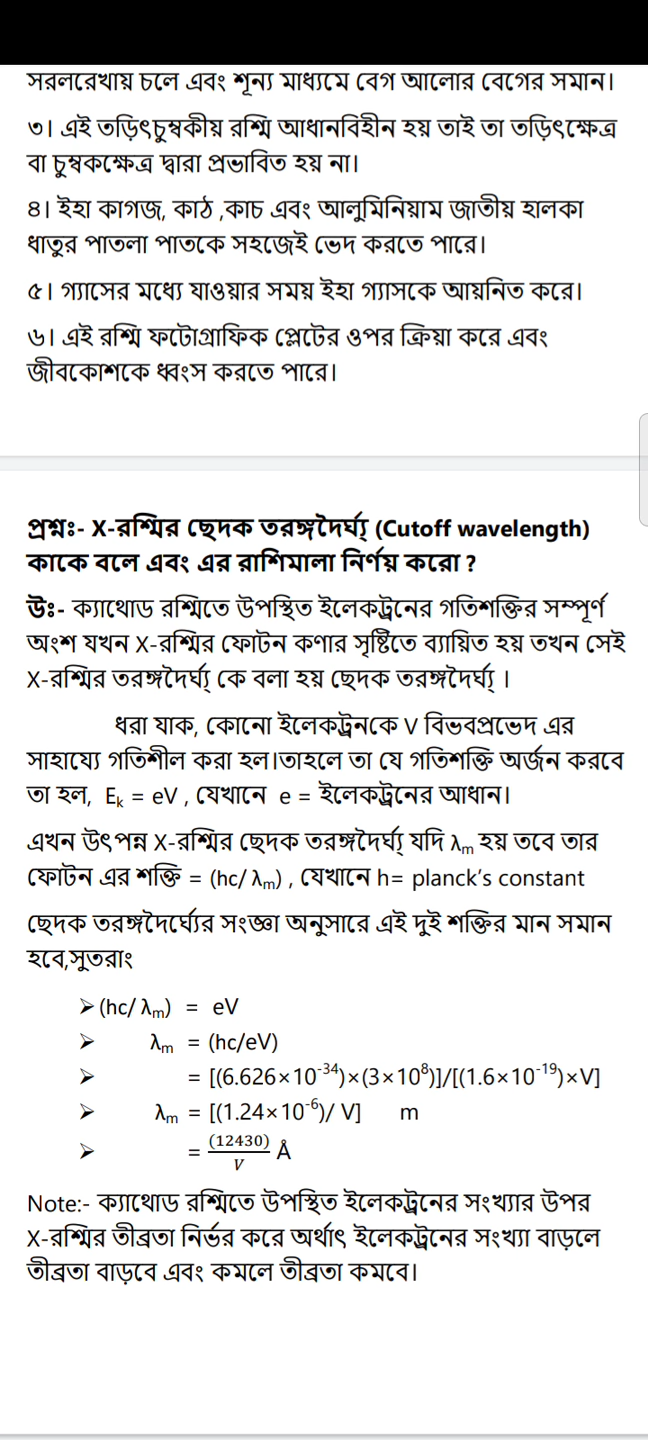 সরলরেখায় চলে এবং শূন্য মাধ্যমে বেগ আলোর বেগের সমান।
৩। এই তড়িৎচুম্বকীয় রশ্মি আধানবিহীন হয় তাই তা তড়িৎক্ষেত্র
বা চুম্বকক্ষেত্র দ্বারা প্রভাবিত হয় না।
৪। ইহা কাগজ, কাঠ ,কাচ এবং আলুমিনিয়াম জাতীয় হালকা
ধাতুর পাতলা পাতকে সহজেই ভেদ করতে পারে।
৫। গ্যাসের মধ্যে যাওয়ার সময় ইহা গ্যাসকে আয়নিত করে।
৬। এই রশ্মি ফটোগ্রাফিক প্লেটের ওপর ক্রিয়া করে এবং
জীবকোশকে ধ্বংস করতে পারে।
প্রশ্নঃ- X-রশ্মির ছেদক তরঙ্গদৈর্ঘ্য (Cutoff wavelength)
কাকে বলে এবং এর রাশিমালা নির্ণয় করো ?
উঃ- ক্যাথোড রশ্মিতে উপস্থিত ইলেকট্রনের গতিশক্তির সম্পূর্ণ
অংশ যখন X-রশ্মির ফোটন কণার সৃষ্টিতে ব্যায়িত হয় তখন সেই
X-রশ্মির তরঙ্গদৈর্ঘ্য কে বলা হয় ছেদক তরঙ্গদৈর্ঘ্য ।
ধরা যাক, কোনো ইলেকট্রনকে V বিভবপ্রভেদ এর
সাহায্যে গতিশীল করা হল।তাহলে তা যে গতিশক্তি অর্জন করবে
তা হল, Eₖ = eV , যেখানে e = ইলেকট্রনের আধান।
এখন উৎপন্ন X-রশ্মির ছেদক তরঙ্গদৈর্ঘ্য যদি λₘ হয় তবে তার
ফোটন এর শক্তি = (hc/ λₘ) , যেখানে h= planck’s constant
ছেদক তরঙ্গদৈর্ঘ্যের সংজ্ঞা অনুসারে এই দুই শক্তির মান সমান
হবে,সুতরাং
➢ (hc/ λₘ) = eV
➢ λₘ = (hc/eV)
➢ = [(6.626×10⁻³⁴)×(3×10⁸)]/[(1.6×10⁻¹⁹)×V]
➢ λₘ = [(1.24×10⁻⁶)/ V] m
➢ = (12430)/V Å
Note:- ক্যাথোড রশ্মিতে উপস্থিত ইলেকট্রনের সংখ্যার উপর
X-রশ্মির তীব্রতা নির্ভর করে অর্থাৎ ইলেকট্রনের সংখ্যা বাড়লে
তীব্রতা বাড়বে এবং কমলে তীব্রতা কমবে।